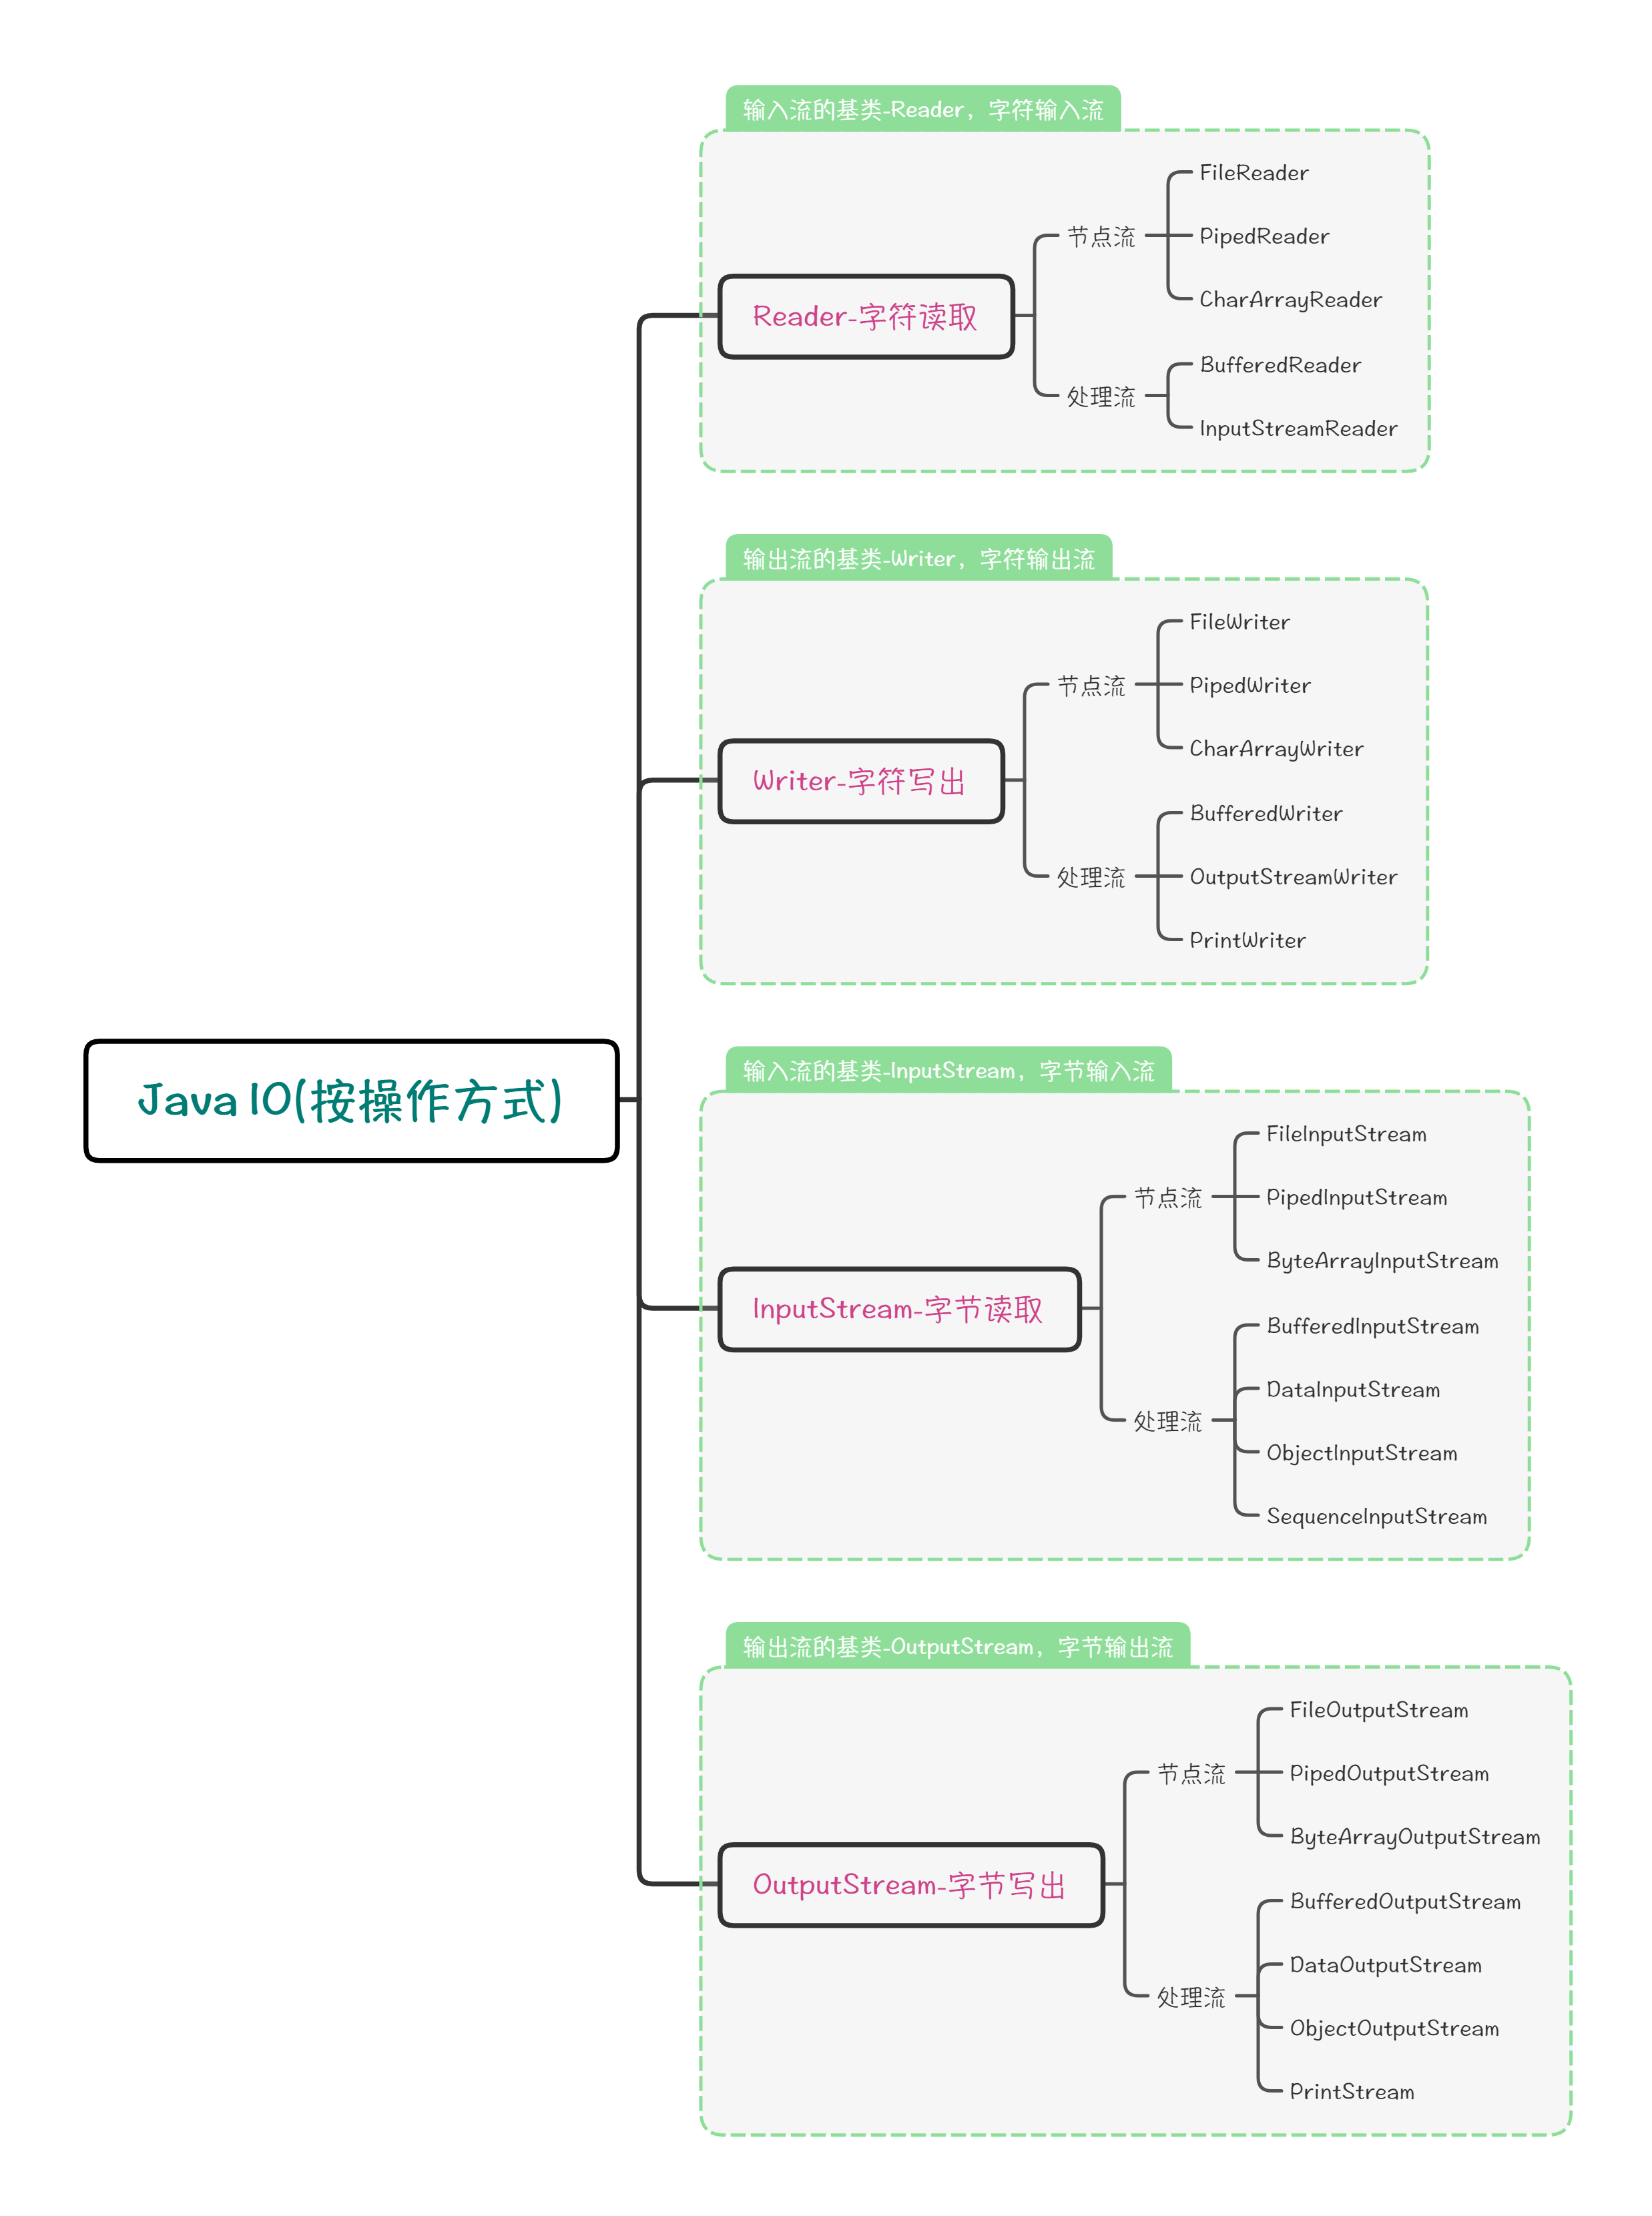 输入流的基类-Reader，字符输入流
FileReader
节点流
PipedReader
CharArrayReader
Reader-字符读取
BufferedReader
处理流
InputStreamReader
输出流的基类-Writer，字符输出流
FileWriter
节点流
PipedWriter
CharArrayWriter
Writer-字符写出
BufferedWriter
处理流
OutputStreamWriter
PrintWriter
Java IO(按操作方式)
输入流的基类-InputStream，字节输入流
FileInputStream
节点流
PipedInputStream
ByteArrayInputStream
InputStream-字节读取
BufferedInputStream
DataInputStream
处理流
ObjectInputStream
SequenceInputStream
输出流的基类-OutputStream，字节输出流
FileOutputStream
节点流
PipedOutputStream
ByteArrayOutputStream
OutputStream-字节写出
BufferedOutputStream
DataOutputStream
处理流
ObjectOutputStream
PrintStream